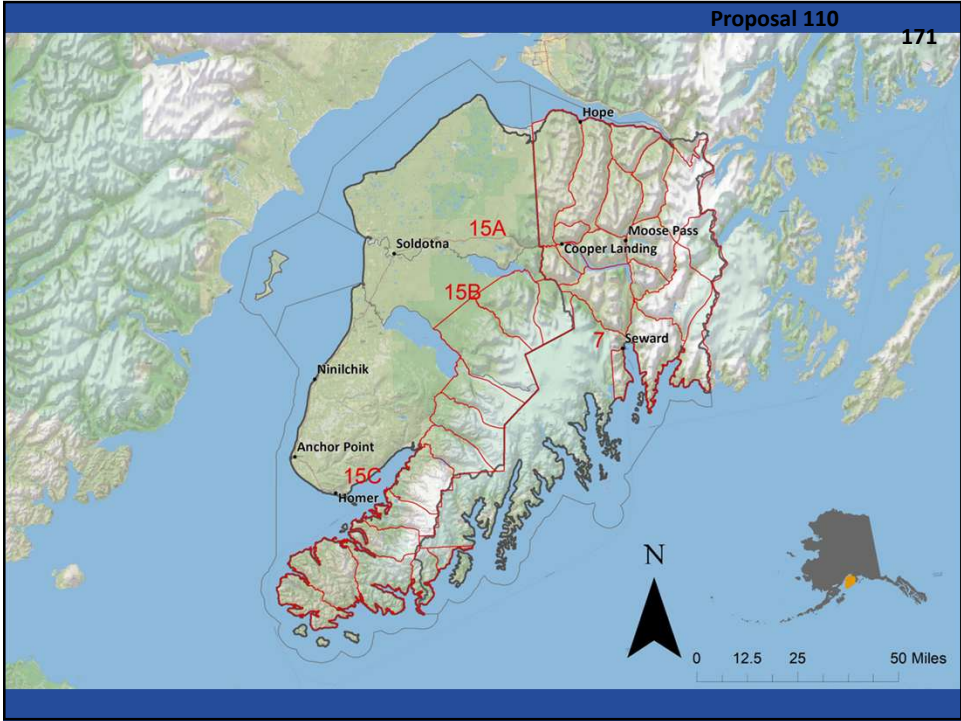 Proposal 110
171
Hope
15A
Moose Pass
Soldotna
Cooper Landing
15B
7
Seward
Ninilchik
Anchor Point
15C
Homer
N
0 12.5 25 50 Miles